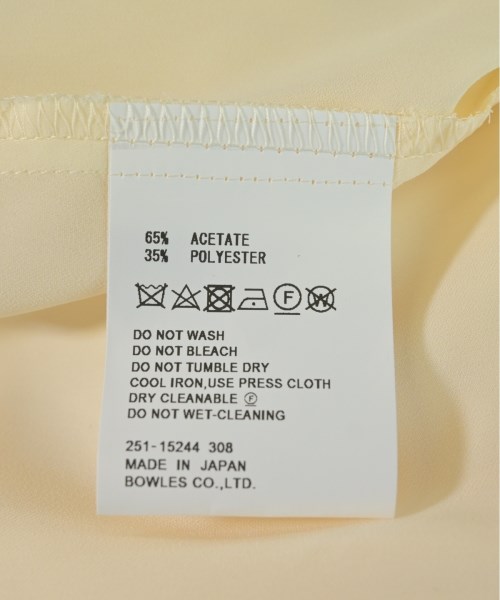 65% ACETATE
35% POLYESTER
F W
DO NOT WASH
DO NOT BLEACH
DO NOT TUMBLE DRY
COOL IRON,USE PRESS CLOTH
DRY CLEANABLE Ⓕ
DO NOT WET-CLEANING
251-15244 308
MADE IN JAPAN
BOWLES CO.,LTD.